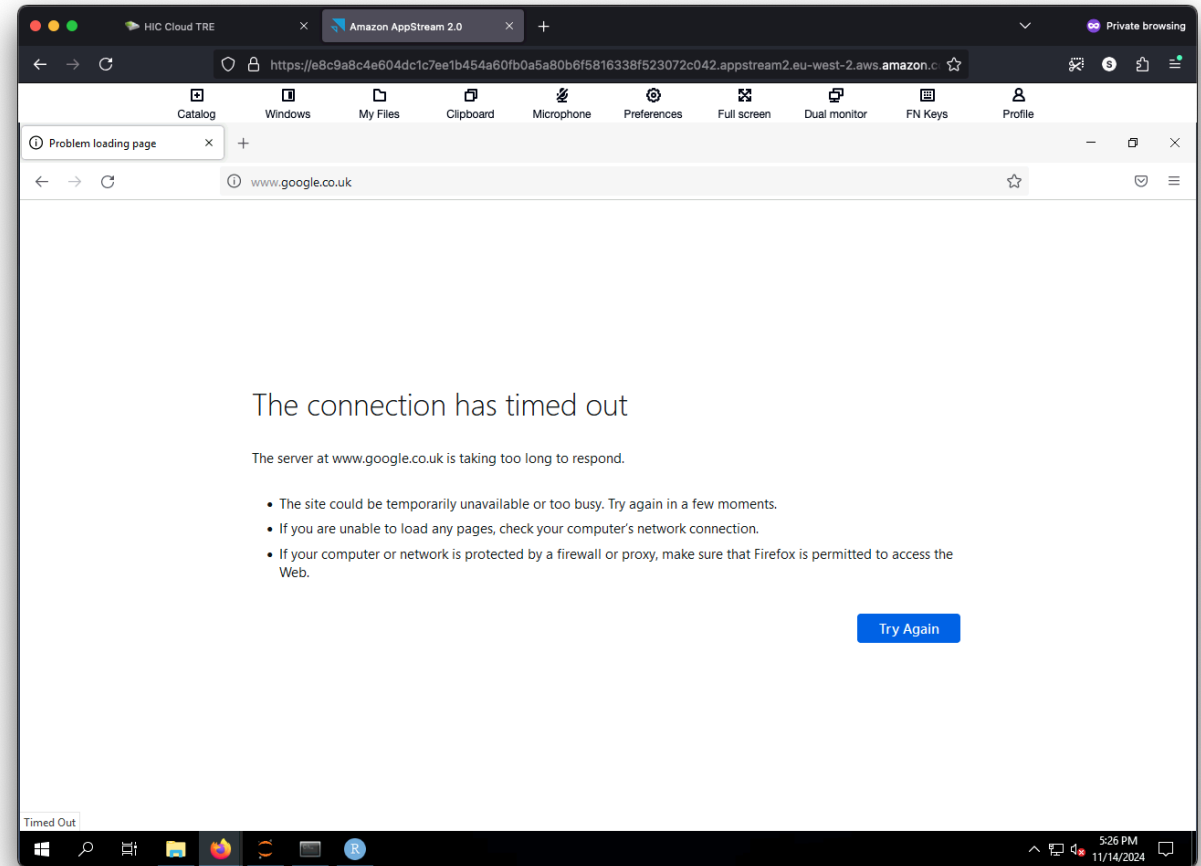 HIC Cloud TRE
Amazon AppStream 2.0
Private browsing
https://e8c9a8c4e604dc1c7ee1b454a60fb0a5a80b6f5816338f523072c042.appstream2.eu-west-2.aws.amazon.c
S
Catalog
Windows
My Files
Clipboard
Microphone
Preferences
Full screen
Dual monitor
FN Keys
Profile
Problem loading page
www.google.co.uk
The connection has timed out
The server at www.google.co.uk is taking too long to respond.
• The site could be temporarily unavailable or too busy. Try again in a few moments.
• If you are unable to load any pages, check your computer's network connection.
• If your computer or network is protected by a firewall or proxy, make sure that Firefox is permitted to access the
Web.
Try Again
Timed Out
R
5:26 PM
11/14/2024